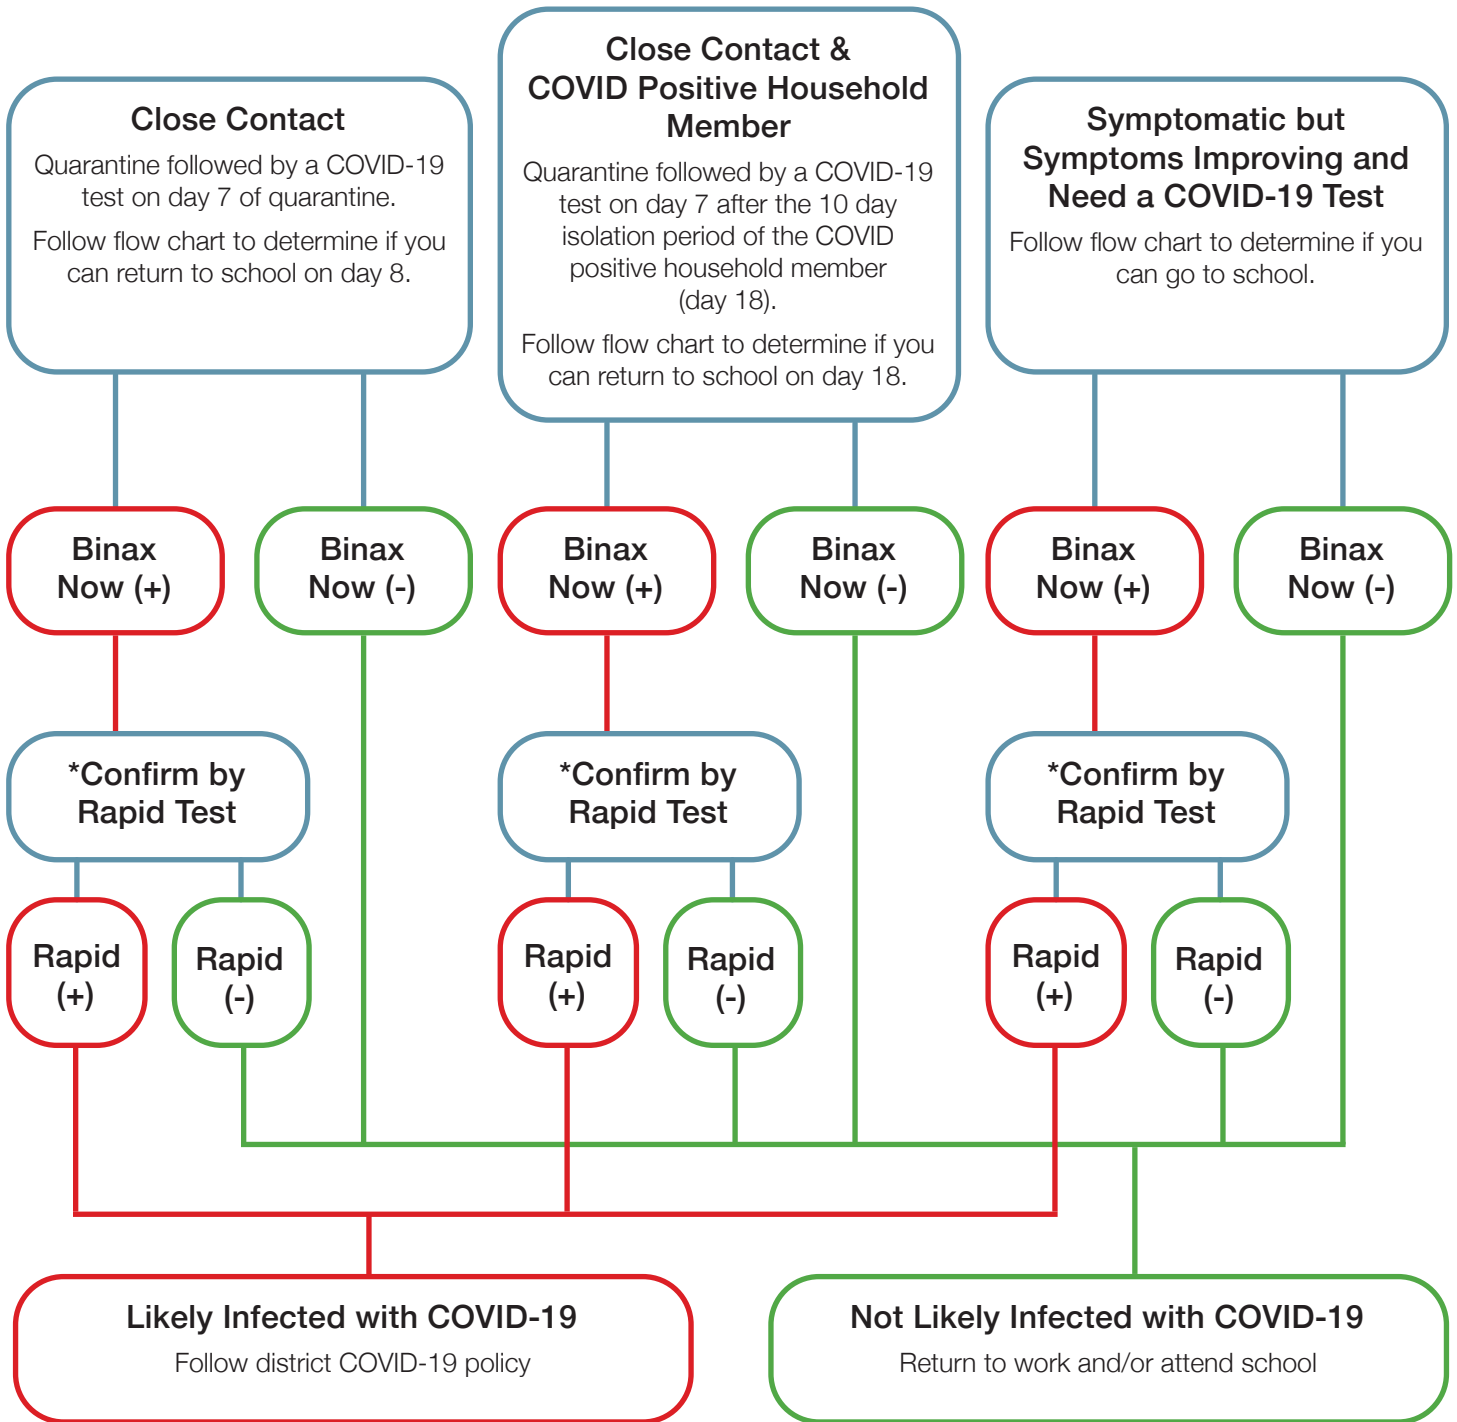 Close Contact
Quarantine followed by a COVID-19
test on day 7 of quarantine.
Follow flow chart to determine if you
can return to school on day 8.
Close Contact &
COVID Positive Household
Member
Quarantine followed by a COVID-19
test on day 7 after the 10 day
isolation period of the COVID
positive household member
(day 18).
Follow flow chart to determine if you
can return to school on day 18.
Symptomatic but
Symptoms Improving and
Need a COVID-19 Test
Follow flow chart to determine if you
can go to school.
Binax
Now (+)
Binax
Now (-)
Binax
Now (+)
Binax
Now (-)
Binax
Now (+)
Binax
Now (-)
*Confirm by
Rapid Test
*Confirm by
Rapid Test
*Confirm by
Rapid Test
Rapid
(+)
Rapid
(-)
Rapid
(+)
Rapid
(-)
Rapid
(+)
Rapid
(-)
Likely Infected with COVID-19
Follow district COVID-19 policy
Not Likely Infected with COVID-19
Return to work and/or attend school